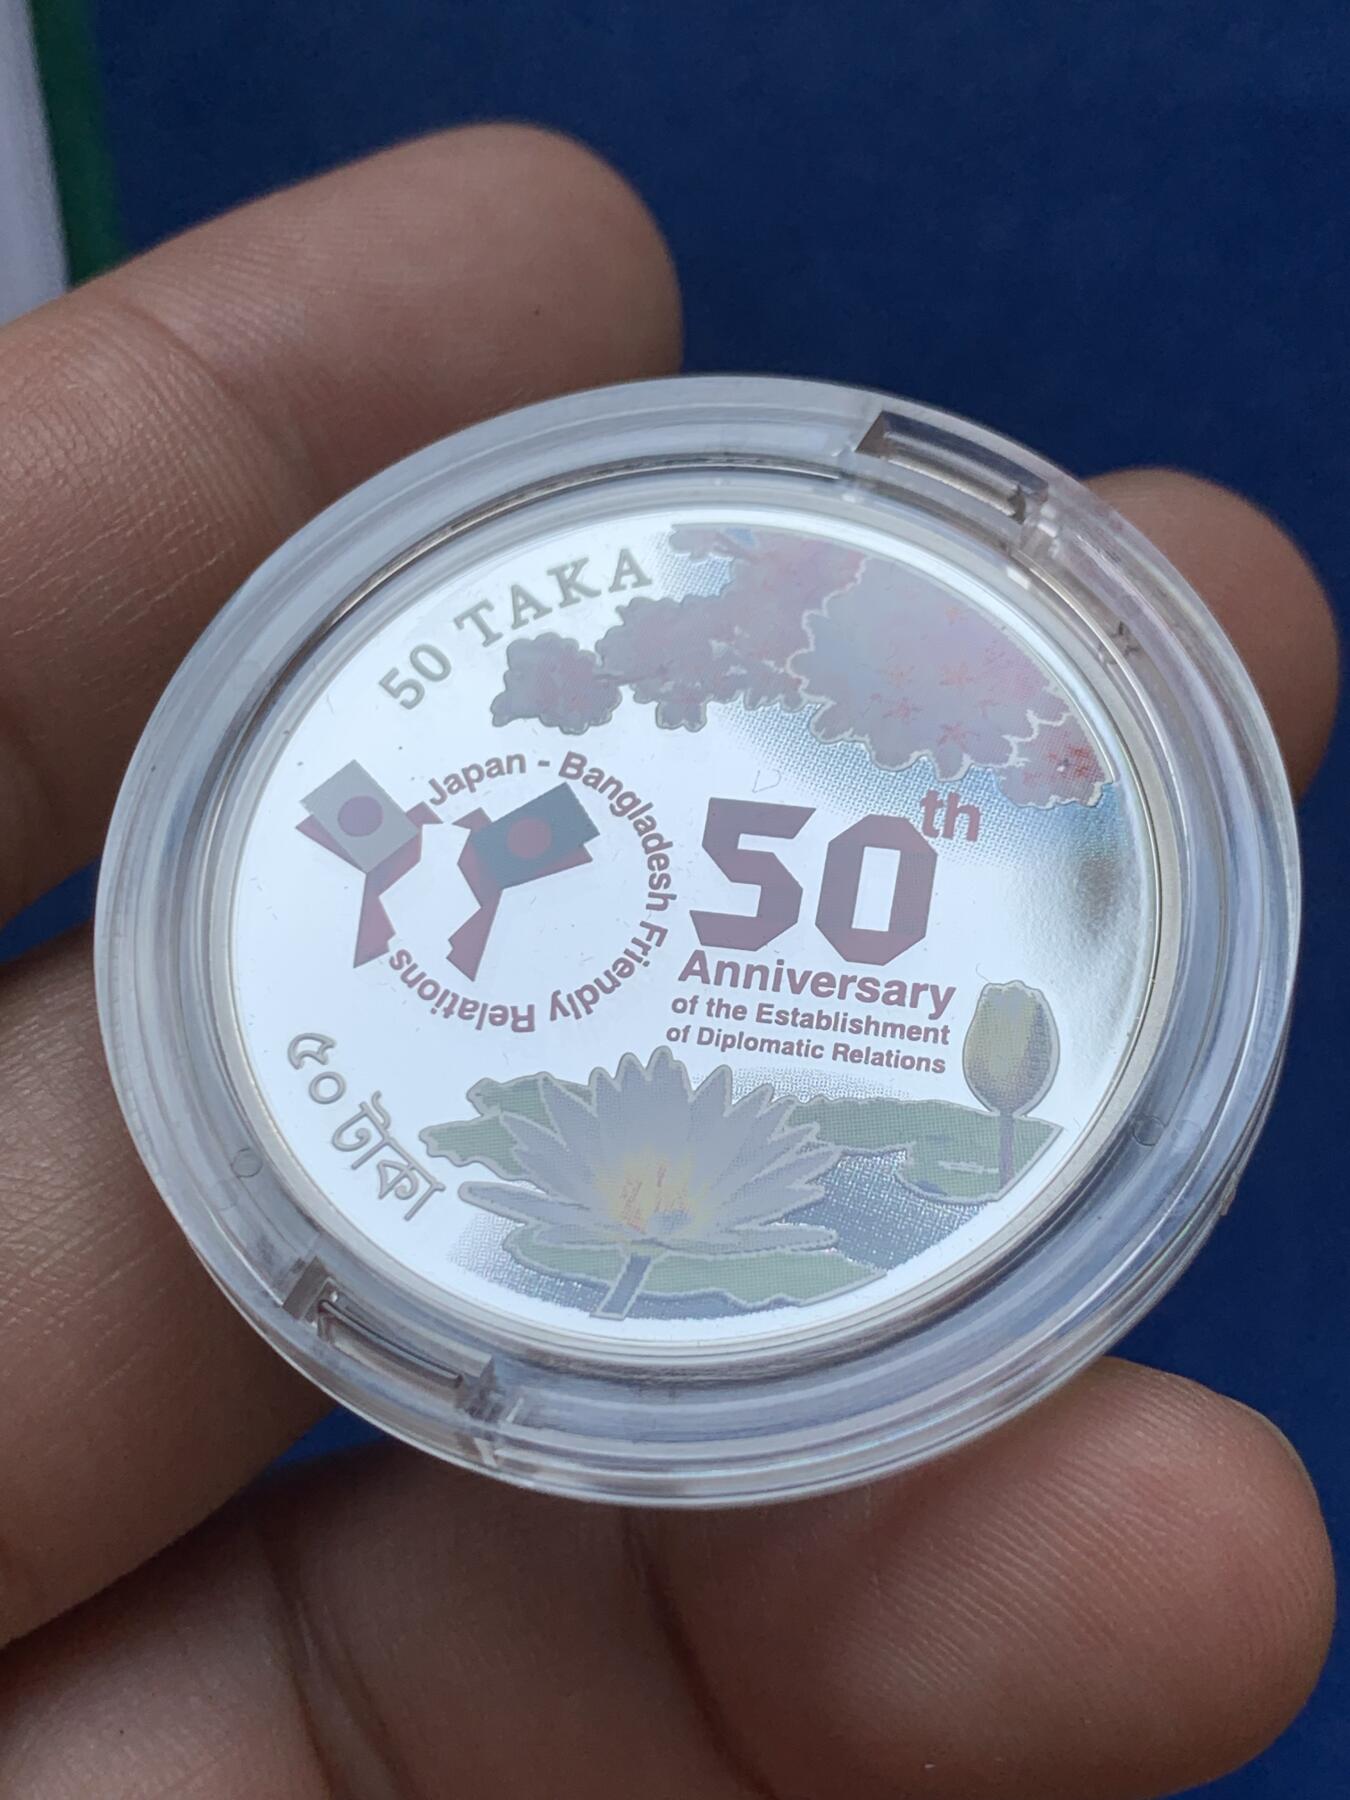 50 TAKA
Japan - Bangladesh Friendly Relations
50th
Anniversary
of the Establishment
of Diplomatic Relations
৫০ টাকা